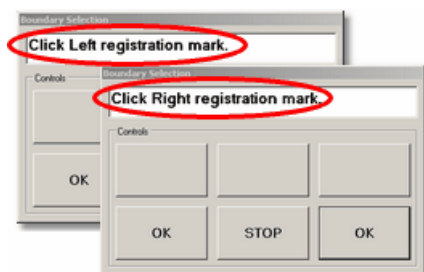 Boundary Selection
Click Left registration mark.
Controls
OK
Boundary Selection
Click Right registration mark.
Controls
OK STOP OK